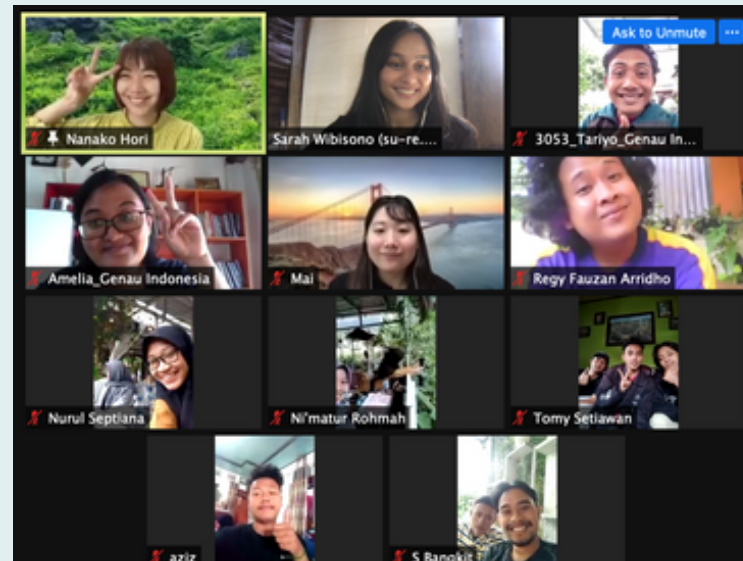 Ask to Unmute
Nanako Hori
Sarah Wibisono (su-re....
3053_Tariyo_Genau In...
Amelia_Genau Indonesia
Mai
Regy Fauzan Arridho
Nurul Septiana
Ni'matur Rohmah
Tomy Setiawan
aziz
S Bangkit